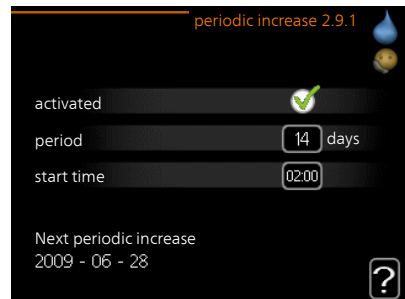 periodic increase 2.9.1
activated
period 14 days
start time 02:00
Next periodic increase
2009 - 06 - 28
?